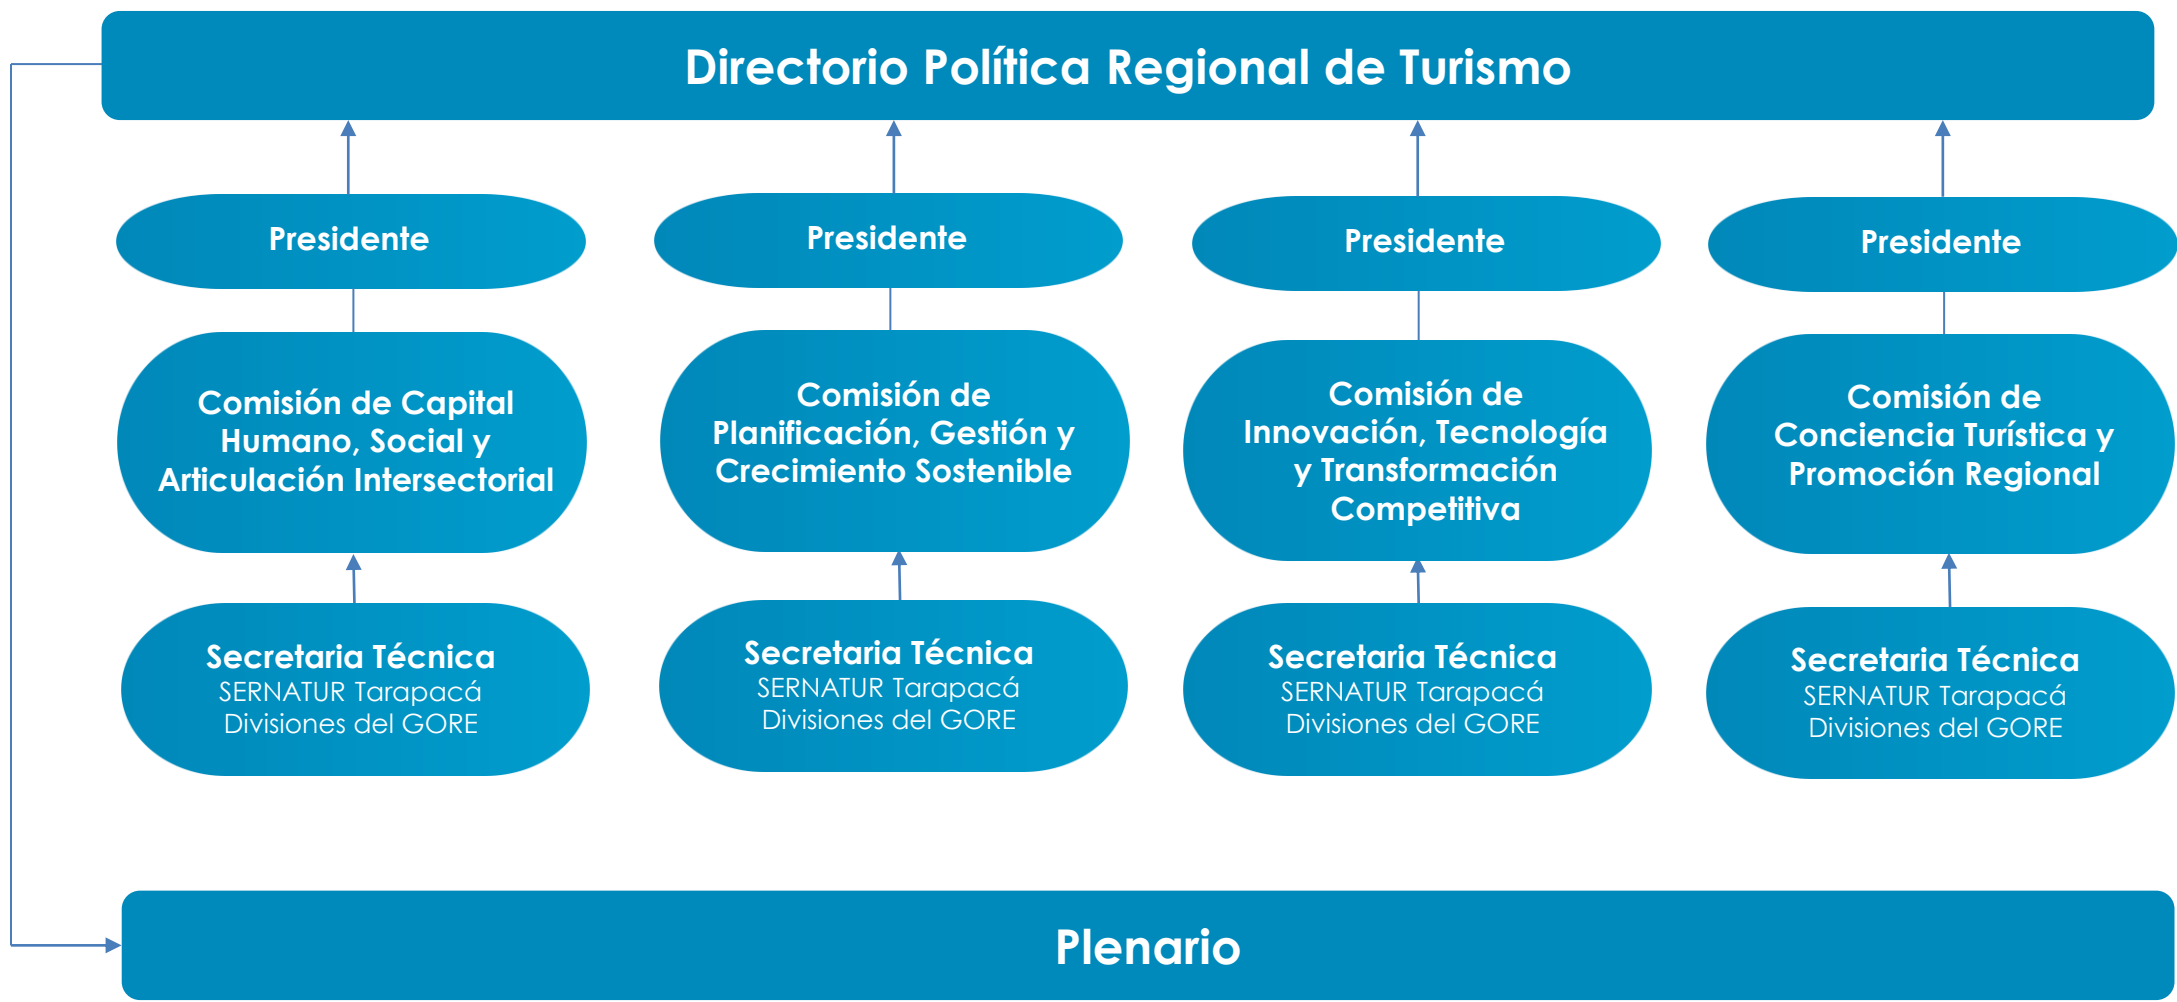 Directorio Política Regional de Turismo
Presidente
Presidente
Presidente
Presidente
Comisión de Capital
Humano, Social y
Articulación Intersectorial
Comisión de
Planificación, Gestión y
Crecimiento Sostenible
Comisión de
Innovación, Tecnología
y Transformación
Competitiva
Comisión de
Conciencia Turística y
Promoción Regional
Secretaria Técnica
SERNATUR Tarapacá
Divisiones del GORE
Secretaria Técnica
SERNATUR Tarapacá
Divisiones del GORE
Secretaria Técnica
SERNATUR Tarapacá
Divisiones del GORE
Secretaria Técnica
SERNATUR Tarapacá
Divisiones del GORE
Plenario